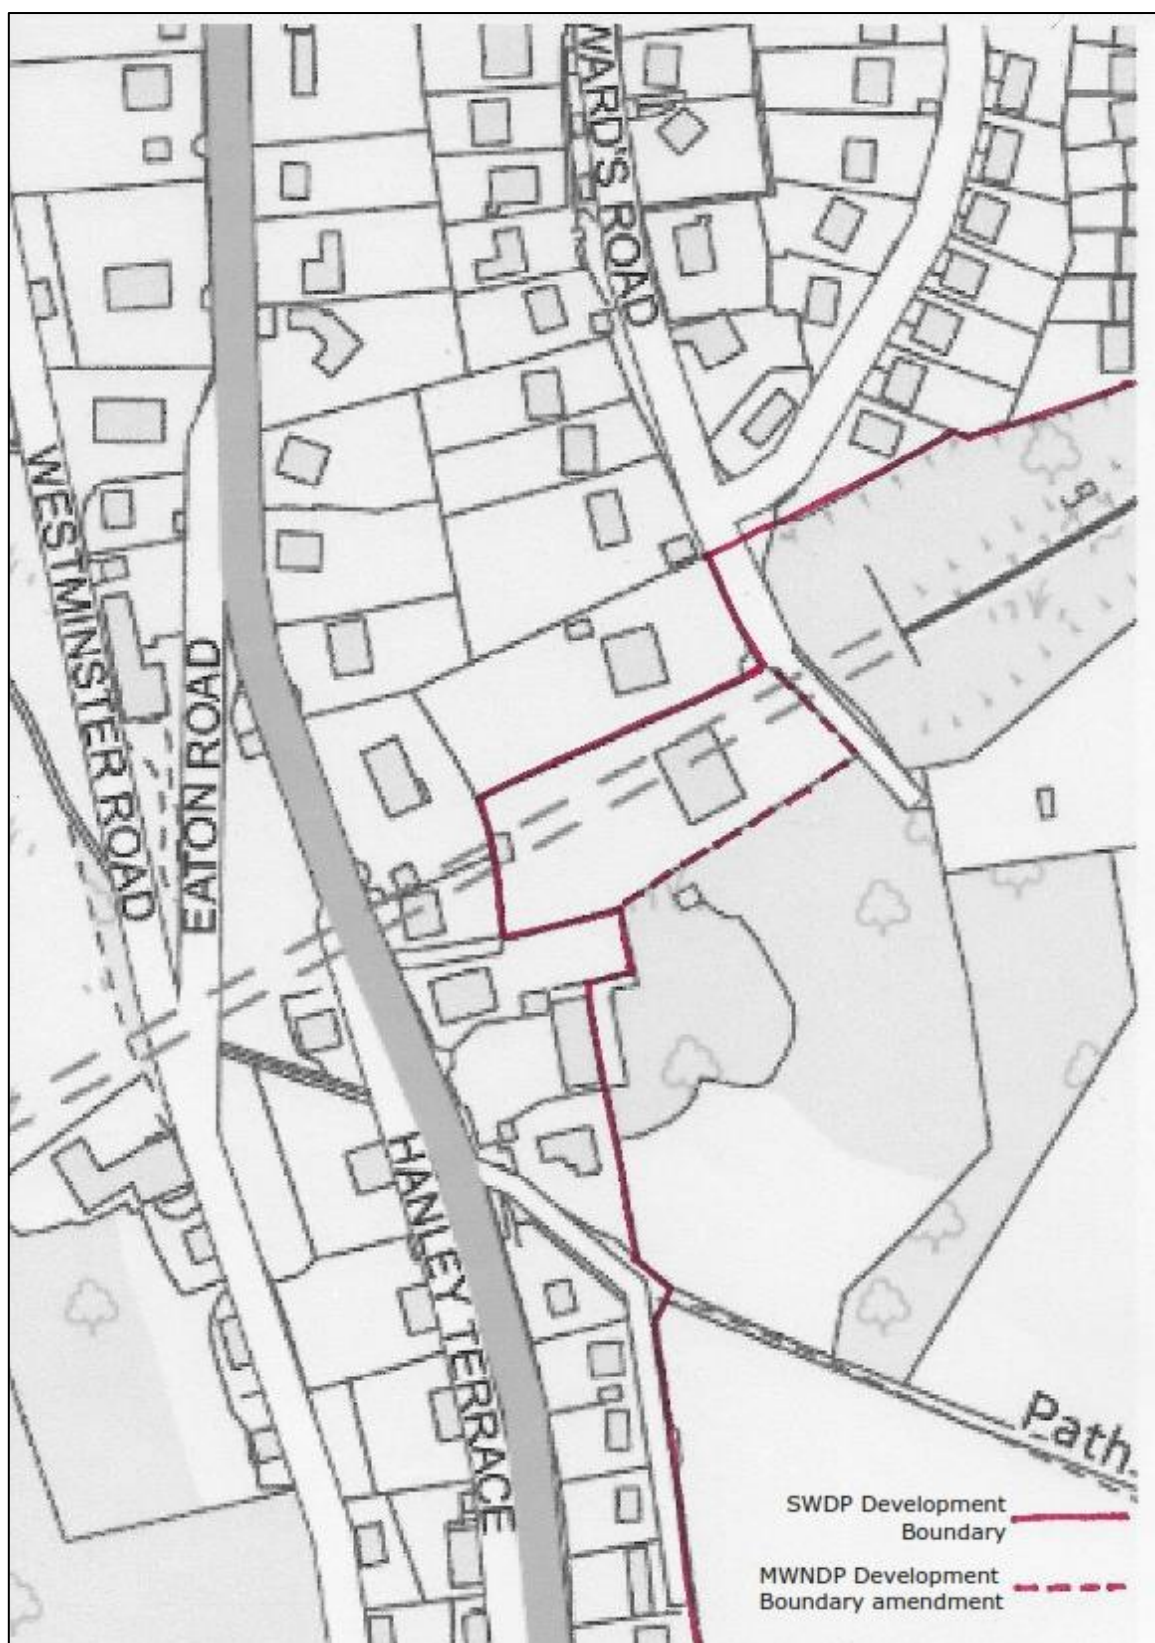 WARD'S ROAD
WESTMINSTER ROAD
EATON ROAD
HANLEY TERRACE
Path
SWDP Development
Boundary
MWNDP Development
Boundary amendment